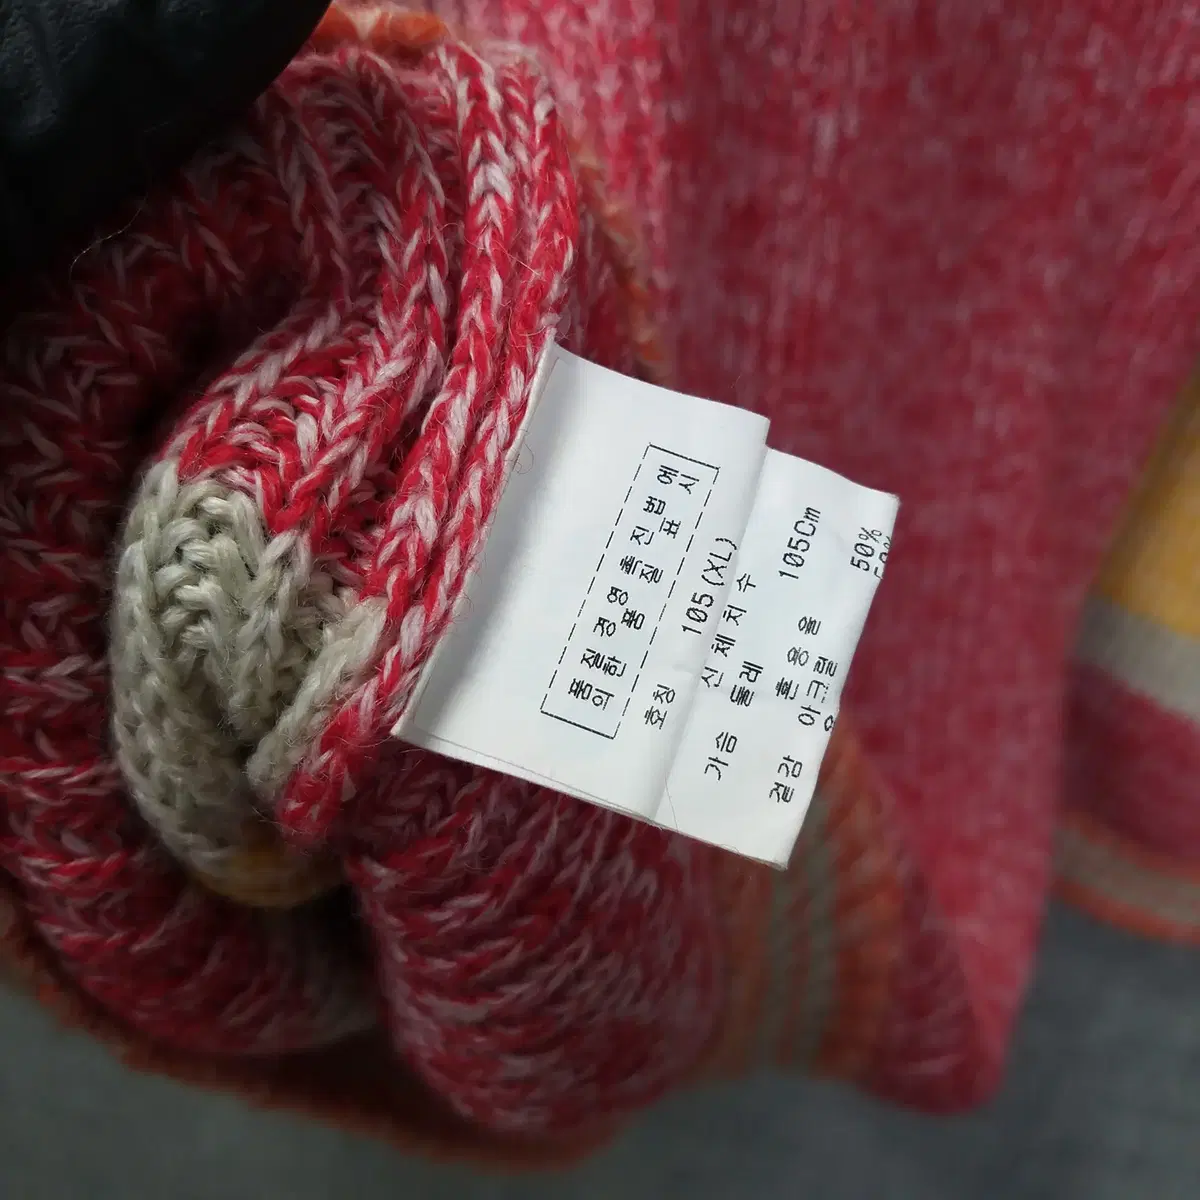 품질경영촉진법에
의한 품질표시
호칭 105(XL)
신체치수
가슴둘레 105Cm
겉감 혼용율
아크릴 50%